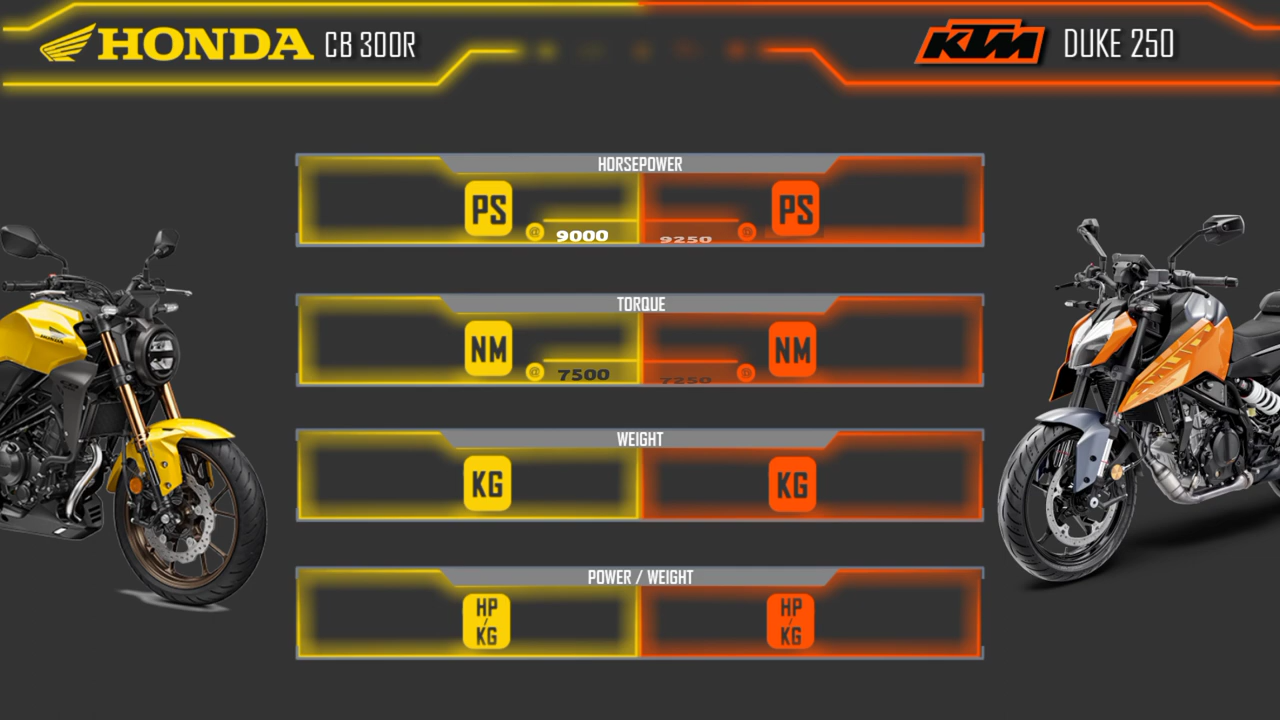 HONDA CB 300R
KTM DUKE 250
HORSEPOWER
PS
@ 9000
9250 @
PS
TORQUE
NM
@ 7500
7250 @
NM
WEIGHT
KG
KG
POWER / WEIGHT
HP
/
KG
HP
/
KG